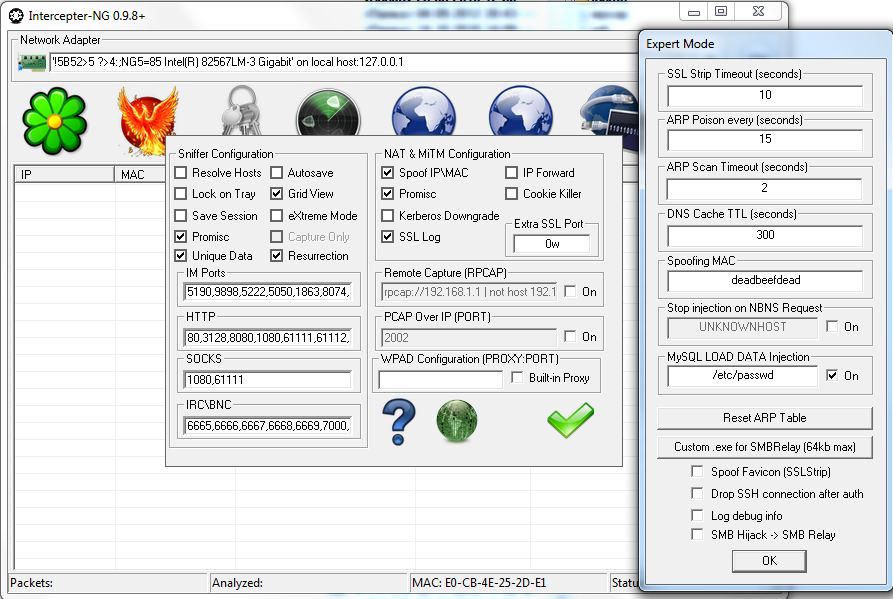 Intercepter-NG 0.9.8+
Network Adapter
'!5B52>5 ?>4:;NG5=85 Intel(R) 82567LM-3 Gigabit' on local host:127.0.0.1
IP
MAC
Sniffer Configuration
Resolve Hosts
Autosave
Lock on Tray
Grid View
Save Session
eXtreme Mode
Promisc
Capture Only
Unique Data
Resurrection
IM Ports
5190,9898,5222,5050,1863,8074,
HTTP
80,3128,8080,1080,61111,61112,
SOCKS
1080,61111
IRC\BNC
6665,6666,6667,6668,6669,7000,
NAT & MiTM Configuration
Spoof IP\MAC
IP Forward
Promisc
Cookie Killer
Kerberos Downgrade
SSL Log
Extra SSL Port
0w
Remote Capture (RPCAP)
rpcap://192.168.1.1 | not host 192.1
On
PCAP Over IP (PORT)
2002
On
WPAD Configuration (PROXY:PORT)
Built-in Proxy
Packets:
Analyzed:
MAC: E0-CB-4E-25-2D-E1
Statu
Expert Mode
SSL Strip Timeout (seconds)
10
ARP Poison every (seconds)
15
ARP Scan Timeout (seconds)
2
DNS Cache TTL (seconds)
300
Spoofing MAC
deadbeefdead
Stop injection on NBNS Request
UNKNOWNHOST
On
MySQL LOAD DATA Injection
/etc/passwd
On
Reset ARP Table
Custom .exe for SMBRelay (64kb max)
Spoof Favicon (SSLStrip)
Drop SSH connection after auth
Log debug info
SMB Hijack -> SMB Relay
OK